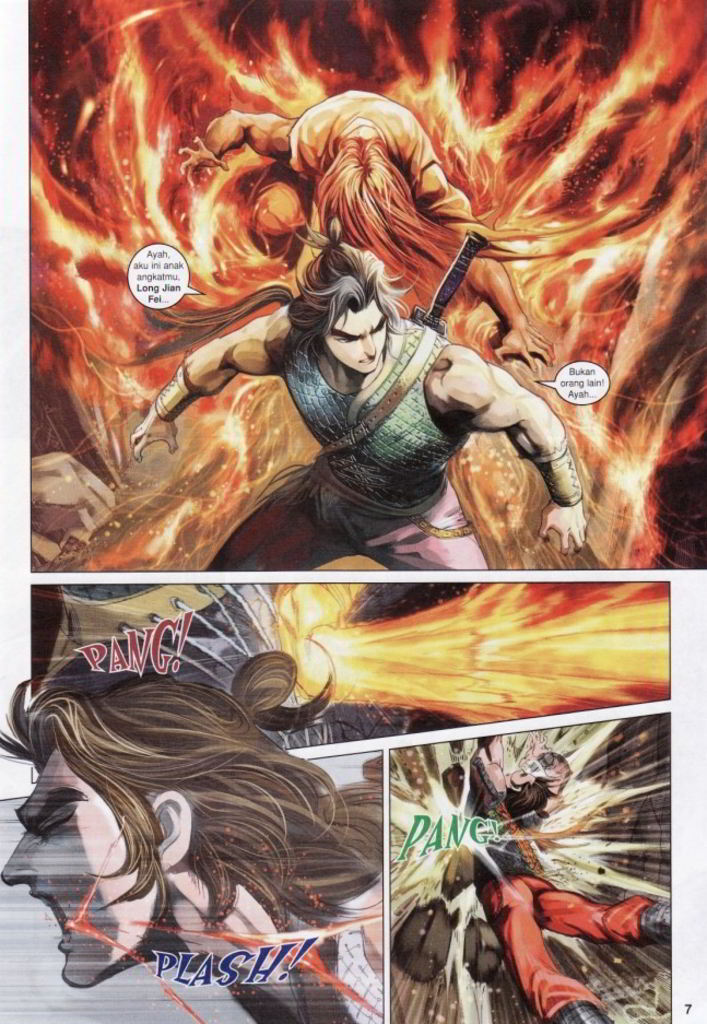 Ayah,
aku ini anak
angkatmu,
Long Jian
Fei...
Bukan
orang lain!
Ayah...
PANG!
PANG!
PLASH!
7